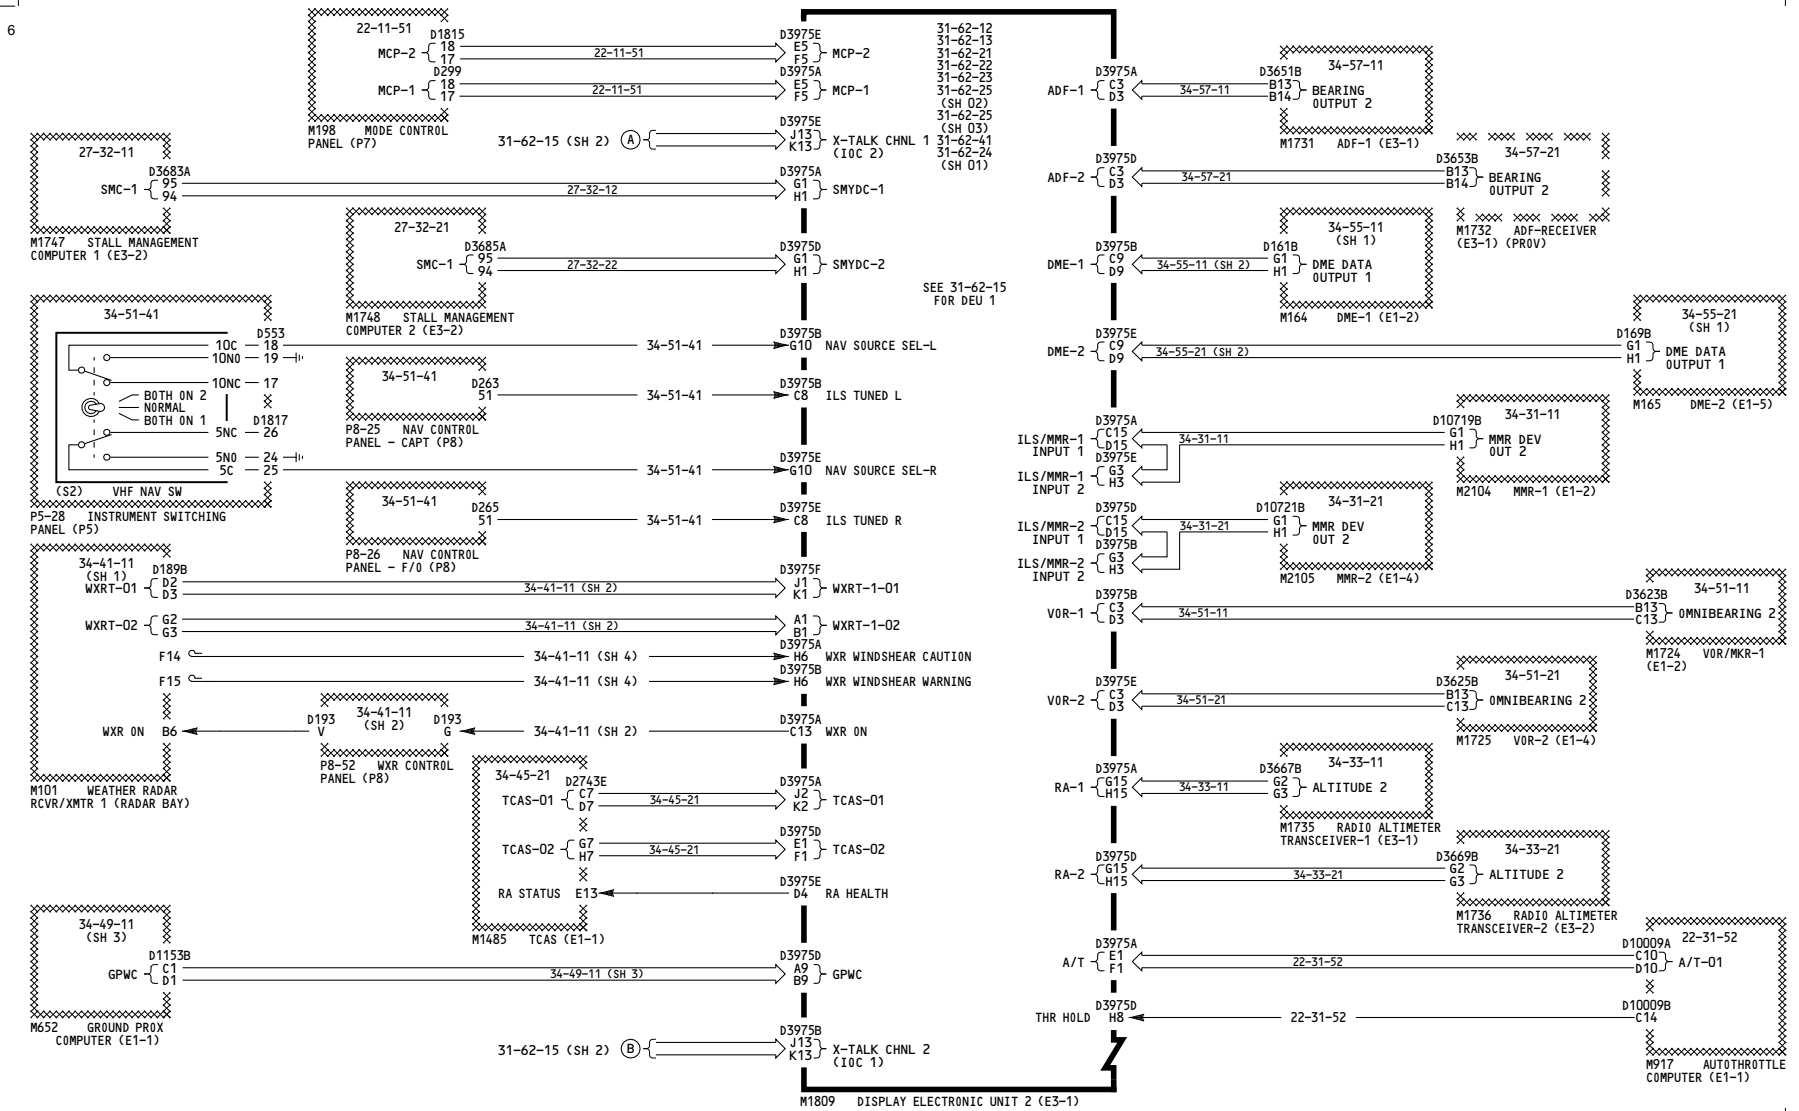 6
22-11-51
D1815
MCP-2 { 18
17
22-11-51
D3975E
E5
F5 } MCP-2
D299
MCP-1 { 18
17
22-11-51
D3975A
E5
F5 } MCP-1
M198 MODE CONTROL
PANEL (P7)
31-62-15 (SH 2) A
D3975E
J13
K13 } X-TALK CHNL 1
(IOC 2)
31-62-12
31-62-13
31-62-21
31-62-22
31-62-23
31-62-25
(SH 02)
31-62-25
(SH 03)
31-62-41
31-62-24
(SH 01)
27-32-11
D3683A
SMC-1 { 95
94
27-32-12
D3975A
G1
H1 } SMYDC-1
M1747 STALL MANAGEMENT
COMPUTER 1 (E3-2)
27-32-21
D3685A
SMC-1 { 95
94
27-32-22
D3975D
G1
H1 } SMYDC-2
M1748 STALL MANAGEMENT
COMPUTER 2 (E3-2)
SEE 31-62-15
FOR DEU 1
34-51-41
D553
10C 18
10NO 19
10NC 17
BOTH ON 2
NORMAL
BOTH ON 1
D1817
5NC 26
5NO 24
5C 25
(S2) VHF NAV SW
P5-28 INSTRUMENT SWITCHING
PANEL (P5)
34-51-41
D3975B
G10 NAV SOURCE SEL-L
34-51-41
D263
51
34-51-41
D3975B
C8 ILS TUNED L
P8-25 NAV CONTROL
PANEL - CAPT (P8)
34-51-41
D3975E
G10 NAV SOURCE SEL-R
34-51-41
D265
51
34-51-41
D3975E
C8 ILS TUNED R
P8-26 NAV CONTROL
PANEL - F/O (P8)
34-41-11
(SH 1)
D189B
WXRT-01 { D2
D3
34-41-11 (SH 2)
D3975F
J1
K1 } WXRT-1-01
WXRT-02 { G2
G3
34-41-11 (SH 2)
A1
B1 } WXRT-1-02
F14
34-41-11 (SH 4)
D3975A
H6 WXR WINDSHEAR CAUTION
F15
34-41-11 (SH 4)
D3975B
H6 WXR WINDSHEAR WARNING
WXR ON B6
D193
V
34-41-11
(SH 2)
D193
G
34-41-11 (SH 2)
D3975A
C13 WXR ON
P8-52 WXR CONTROL
PANEL (P8)
M101 WEATHER RADAR
RCVR/XMTR 1 (RADAR BAY)
34-45-21
D2743E
TCAS-01 { C7
D7
34-45-21
D3975A
J2
K2 } TCAS-01
TCAS-02 { G7
H7
34-45-21
D3975D
E1
F1 } TCAS-02
RA STATUS E13
D3975E
D4 RA HEALTH
M1485 TCAS (E1-1)
34-49-11
(SH 3)
D1153B
GPWC { C1
D1
34-49-11 (SH 3)
D3975D
A9
B9 } GPWC
M652 GROUND PROX
COMPUTER (E1-1)
31-62-15 (SH 2) B
D3975B
J13
K13 } X-TALK CHNL 2
(IOC 1)
M1809 DISPLAY ELECTRONIC UNIT 2 (E3-1)
D3975A
ADF-1 { C3
D3
34-57-11
D3651B
B13
B14 } BEARING
OUTPUT 2
34-57-11
M1731 ADF-1 (E3-1)
D3975D
ADF-2 { C3
D3
34-57-21
D3653B
B13
B14 } BEARING
OUTPUT 2
34-57-21
M1732 ADF-RECEIVER
(E3-1) (PROV)
D3975B
DME-1 { C9
D9
34-55-11 (SH 2)
D161B
G1
H1 } DME DATA
OUTPUT 1
34-55-11
(SH 1)
M164 DME-1 (E1-2)
D3975E
DME-2 { C9
D9
34-55-21 (SH 2)
D169B
G1
H1 } DME DATA
OUTPUT 1
34-55-21
(SH 1)
M165 DME-2 (E1-5)
D3975A
ILS/MMR-1
INPUT 1 { C15
D15
34-31-11
D10719B
G1
H1 } MMR DEV
OUT 2
34-31-11
D3975E
ILS/MMR-1
INPUT 2 { G3
H3
M2104 MMR-1 (E1-2)
D3975D
ILS/MMR-2
INPUT 1 { C15
D15
34-31-21
D10721B
G1
H1 } MMR DEV
OUT 2
34-31-21
D3975B
ILS/MMR-2
INPUT 2 { G3
H3
M2105 MMR-2 (E1-4)
D3975B
VOR-1 { C3
D3
34-51-11
D3623B
B13
C13 } OMNIBEARING 2
34-51-11
M1724 VOR/MKR-1
(E1-2)
D3975E
VOR-2 { C3
D3
34-51-21
D3625B
B13
C13 } OMNIBEARING 2
34-51-21
M1725 VOR-2 (E1-4)
D3975A
RA-1 { G15
H15
34-33-11
D3667B
G2
G3 } ALTITUDE 2
34-33-11
M1735 RADIO ALTIMETER
TRANSCEIVER-1 (E3-1)
D3975D
RA-2 { G15
H15
34-33-21
D3669B
G2
G3 } ALTITUDE 2
34-33-21
M1736 RADIO ALTIMETER
TRANSCEIVER-2 (E3-2)
D3975A
A/T { E1
F1
22-31-52
D10009A
C10
D10 } A/T-01
22-31-52
D3975D
THR HOLD H8
22-31-52
D10009B
C14
M917 AUTOTHROTTLE
COMPUTER (E1-1)